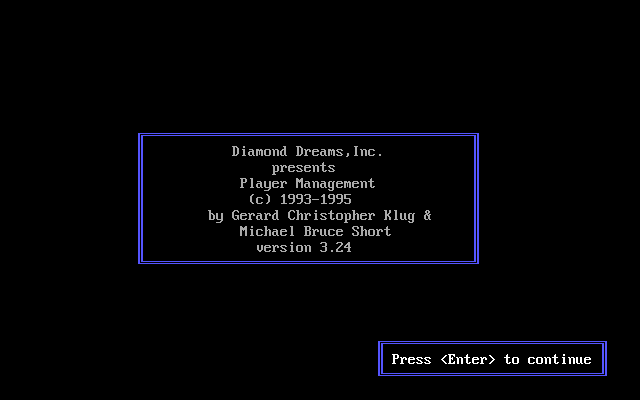 Diamond Dreams,Inc.
presents
Player Management
(c) 1993-1995
by Gerard Christopher Klug &
Michael Bruce Short
version 3.24
Press <Enter> to continue